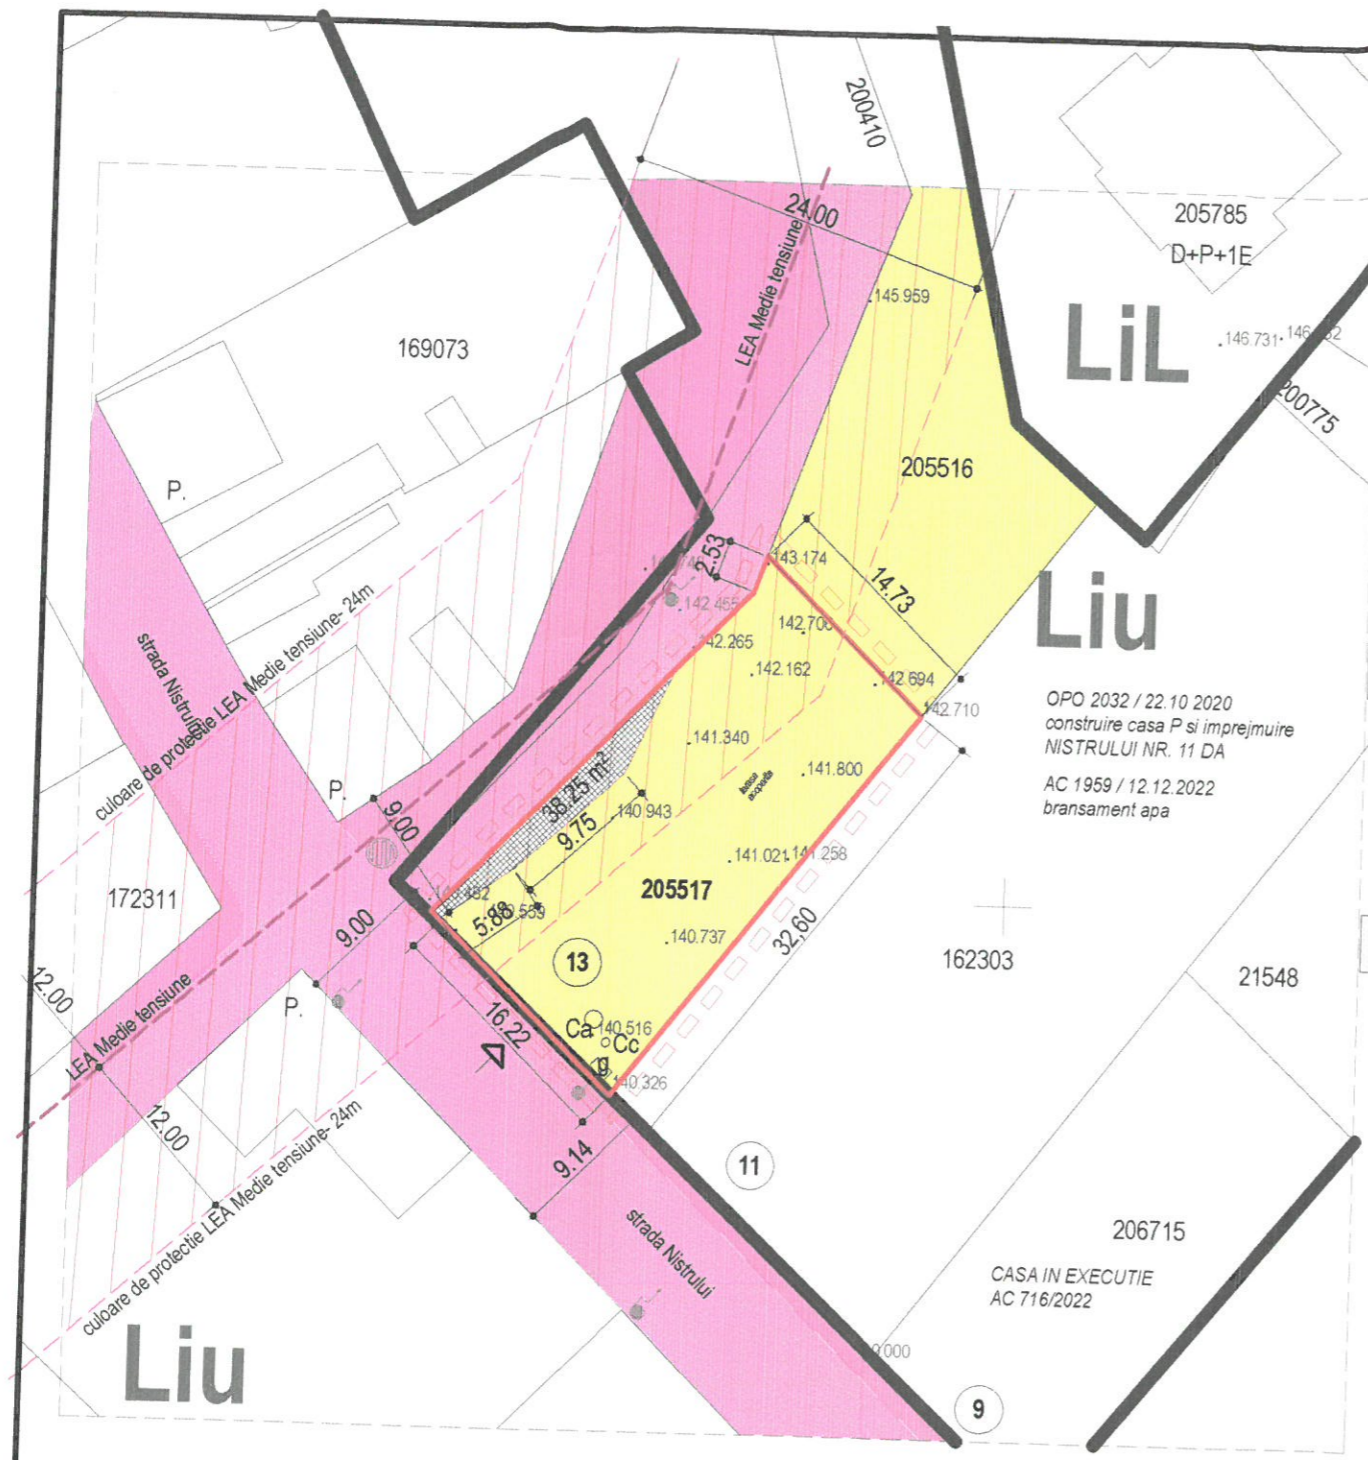 200410
205785
D+P+1E
24.00
LEA Medie tensiune
145.959
LiL
146.731
200775
169073
205516
P.
2.53
143.174
14.73
142.455
142.265
142.162
142.694
142.710
Liu
OPO 2032 / 22.10 2020
construire casa P si imprejmuire
NISTRULUI NR. 11 DA
AC 1959 / 12.12.2022
bransament apa
strada Nistrului
culoare de protectie LEA Medie tensiune- 24m
141.340
141.800
38.25 m²
P.
9.00
9.75
140.943
141.021
141.258
172311
205517
9.00
5.88
140.737
32,60
162303
21548
13
12.00
LEA Medie tensiune
P.
16.22
Ca
140.516
Cc
g
140.326
12.00
9.14
11
culoare de protectie LEA Medie tensiune- 24m
strada Nistrului
206715
CASA IN EXECUTIE
AC 716/2022
Liu
9